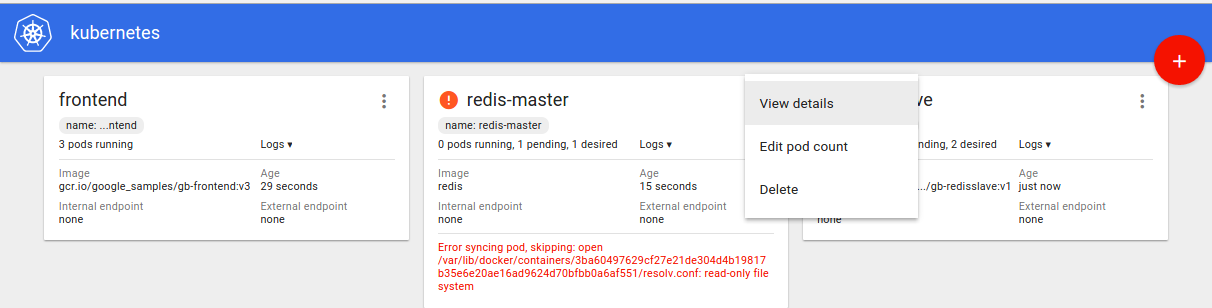 kubernetes
+
frontend
name: ...ntend
3 pods running
Logs ▾
Image
gcr.io/google_samples/gb-frontend:v3
Age
29 seconds
Internal endpoint
none
External endpoint
none
redis-master
name: redis-master
0 pods running, 1 pending, 1 desired
Logs ▾
Image
redis
Age
15 seconds
Internal endpoint
none
External endpoint
none
Error syncing pod, skipping: open
/var/lib/docker/containers/3ba60497629cf27e21de304d4b19817
b35e6e20ae16ad9624d70bfbb0a6af551/resolv.conf: read-only file
system
View details
Edit pod count
Delete
ve
nding, 2 desired
Logs ▾
.../gb-redisslave:v1
Age
just now
none
External endpoint
none